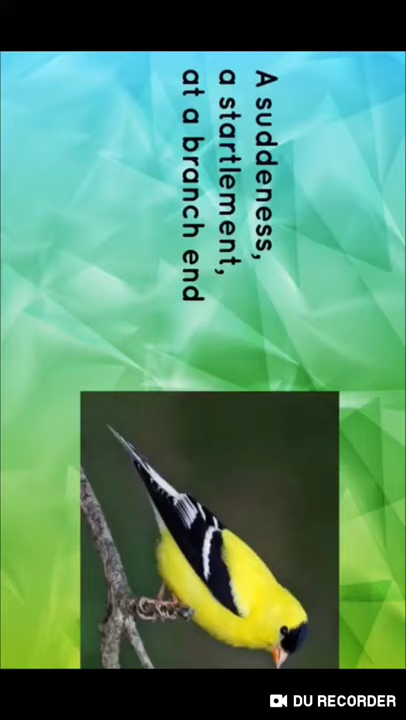 A suddeness,
a startlement,
at a branch end
DU RECORDER